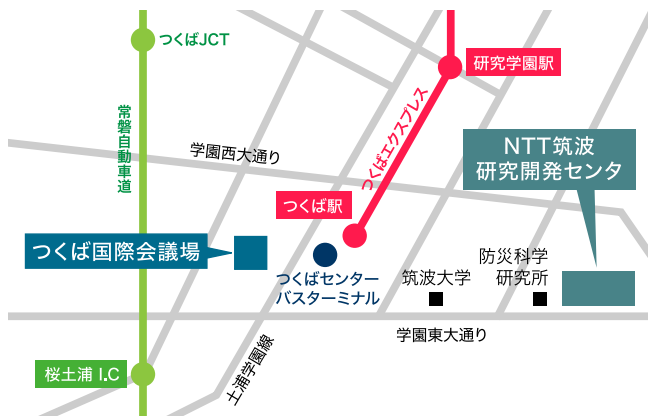 つくばJCT
研究学園駅
常磐自動車道
つくばエクスプレス
学園西大通り
NTT筑波
研究開発センタ
つくば駅
つくば国際会議場
つくばセンター
バスターミナル
筑波大学
防災科学
研究所
学園東大通り
土浦学園線
桜土浦 I.C